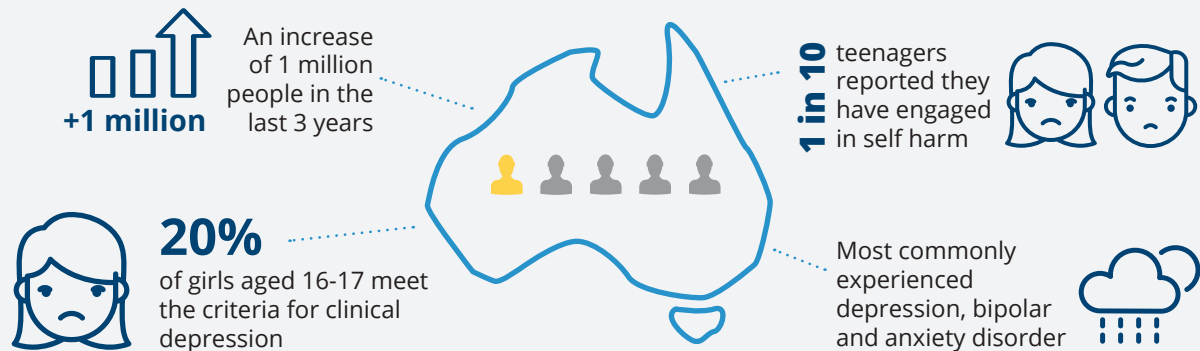 +1 million
An increase
of 1 million
people in the
last 3 years
1 in 10
teenagers
reported they
have engaged
in self harm
20%
of girls aged 16-17 meet
the criteria for clinical
depression
Most commonly
experienced
depression, bipolar
and anxiety disorder